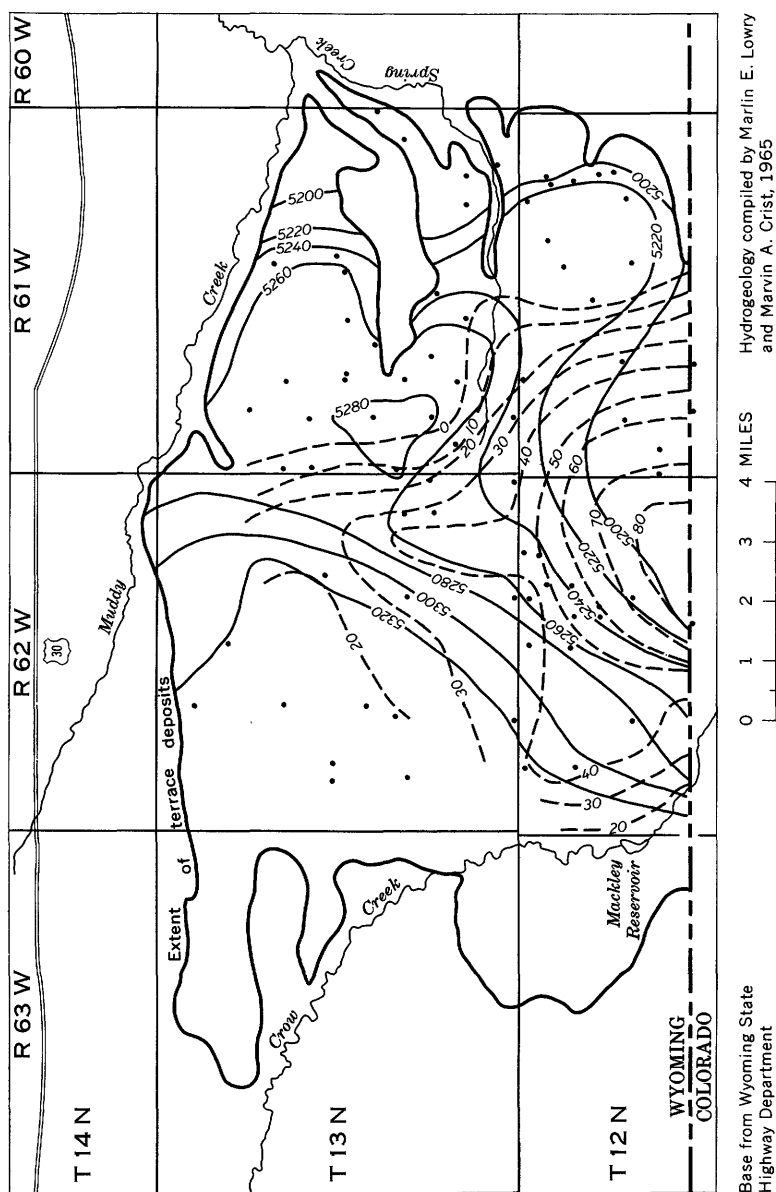 R 63 W
R 62 W
R 61 W
R 60 W
T 14 N
T 13 N
T 12 N
30
Muddy
Creek
Creek
Spring
Extent of terrace deposits
Crow
Creek
Mackley
Reservoir
5200
5220
5240
5260
5280
0
10
20
30
40
50
60
70
80
5200
5220
5240
5260
5280
5300
5320
20
30
40
30
20
5200
5220
WYOMING
COLORADO
0 1 2 3 4 MILES
Base from Wyoming State
Highway Department
Hydrogeology compiled by Marlin E. Lowry
and Marvin A. Crist, 1965